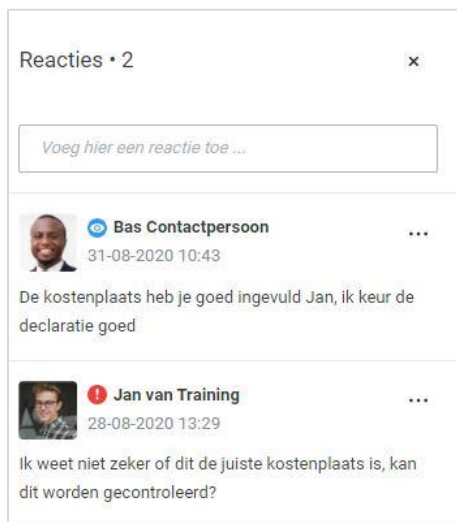 Reacties • 2
Voeg hier een reactie toe ...
Bas Contactpersoon
31-08-2020 10:43
De kostenplaats heb je goed ingevuld Jan, ik keur de
declaratie goed
Jan van Training
28-08-2020 13:29
Ik weet niet zeker of dit de juiste kostenplaats is, kan
dit worden gecontroleerd?